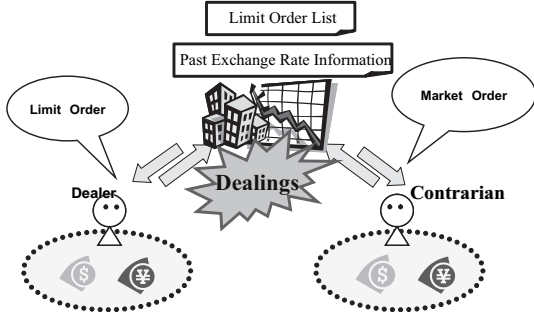 Limit Order List
Past Exchange Rate Information
Limit Order
Market Order
Dealings
Dealer
Contrarian
$ ¥
$ ¥